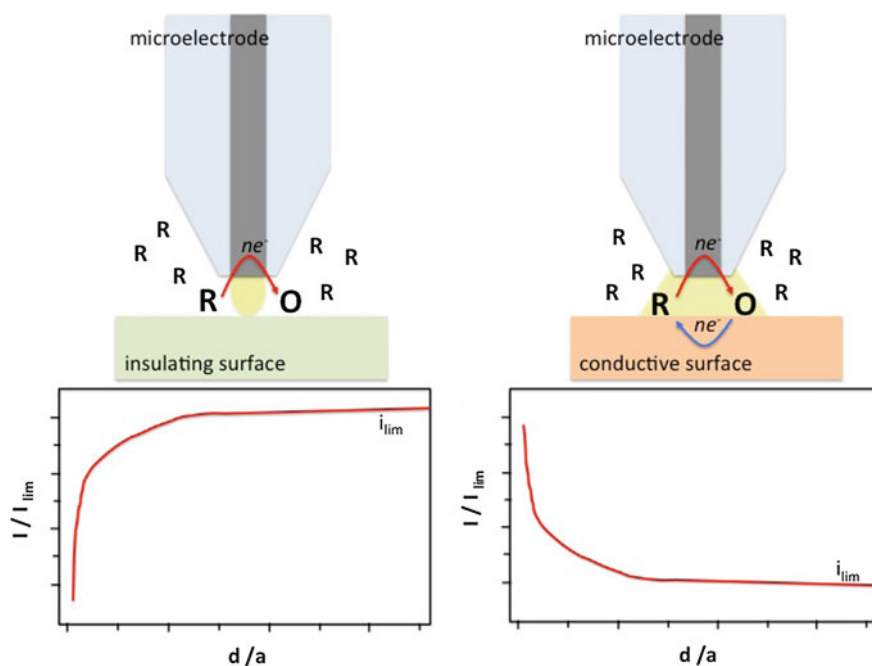 microelectrode
R
R
R
ne-
R
R
R
R
O
insulating surface
I / I lim
i lim
d /a
microelectrode
R
R
R
ne-
R
R
R
R
O
ne-
conductive surface
I / I lim
i lim
d /a